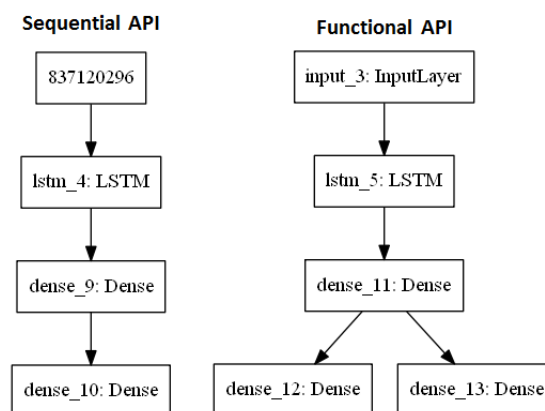 Sequential API
837120296
lstm_4: LSTM
dense_9: Dense
dense_10: Dense
Functional API
input_3: InputLayer
lstm_5: LSTM
dense_11: Dense
dense_12: Dense
dense_13: Dense